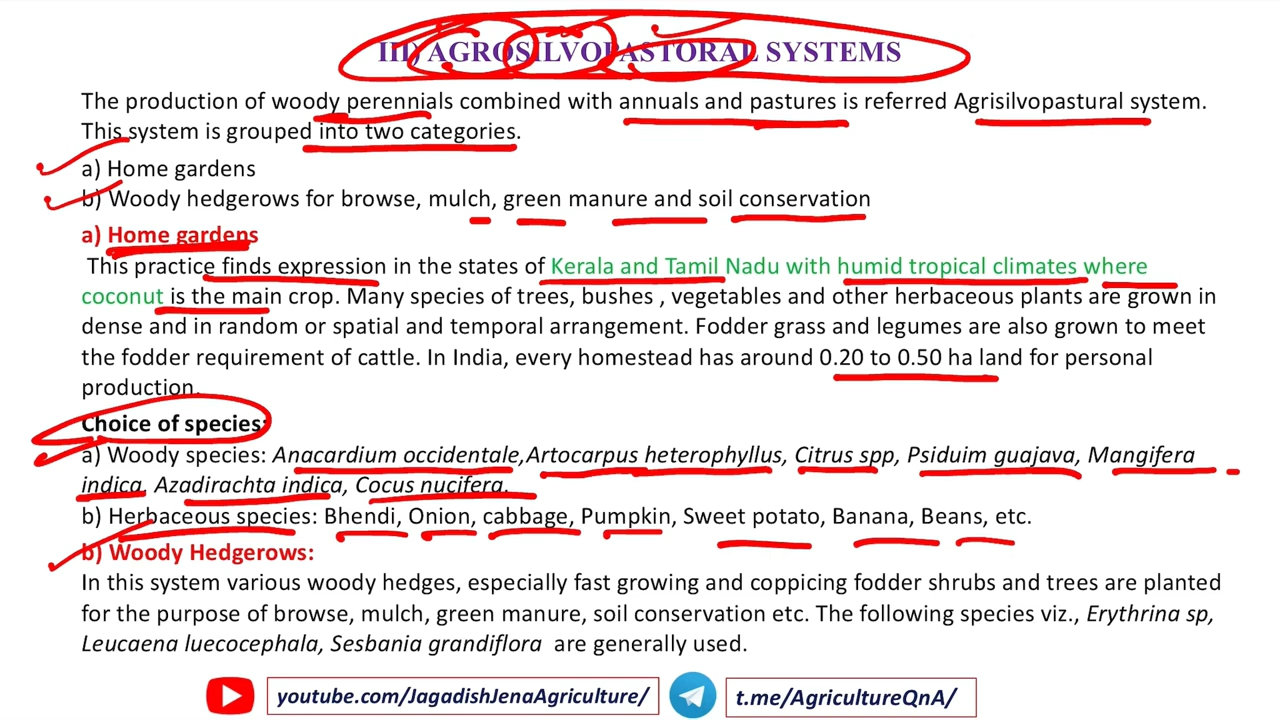 III) AGROSILVOPASTORAL SYSTEMS
The production of woody perennials combined with annuals and pastures is referred Agrisilvopastural system.
This system is grouped into two categories.
a) Home gardens
b) Woody hedgerows for browse, mulch, green manure and soil conservation
a) Home gardens
This practice finds expression in the states of Kerala and Tamil Nadu with humid tropical climates where
coconut is the main crop. Many species of trees, bushes , vegetables and other herbaceous plants are grown in
dense and in random or spatial and temporal arrangement. Fodder grass and legumes are also grown to meet
the fodder requirement of cattle. In India, every homestead has around 0.20 to 0.50 ha land for personal
production.
Choice of species:
a) Woody species: Anacardium occidentale,Artocarpus heterophyllus, Citrus spp, Psiduim guajava, Mangifera
indica, Azadirachta indica, Cocus nucifera.
b) Herbaceous species: Bhendi, Onion, cabbage, Pumpkin, Sweet potato, Banana, Beans, etc.
b) Woody Hedgerows:
In this system various woody hedges, especially fast growing and coppicing fodder shrubs and trees are planted
for the purpose of browse, mulch, green manure, soil conservation etc. The following species viz., Erythrina sp,
Leucaena luecocephala, Sesbania grandiflora are generally used.
youtube.com/JagadishJenaAgriculture/
t.me/AgricultureQnA/